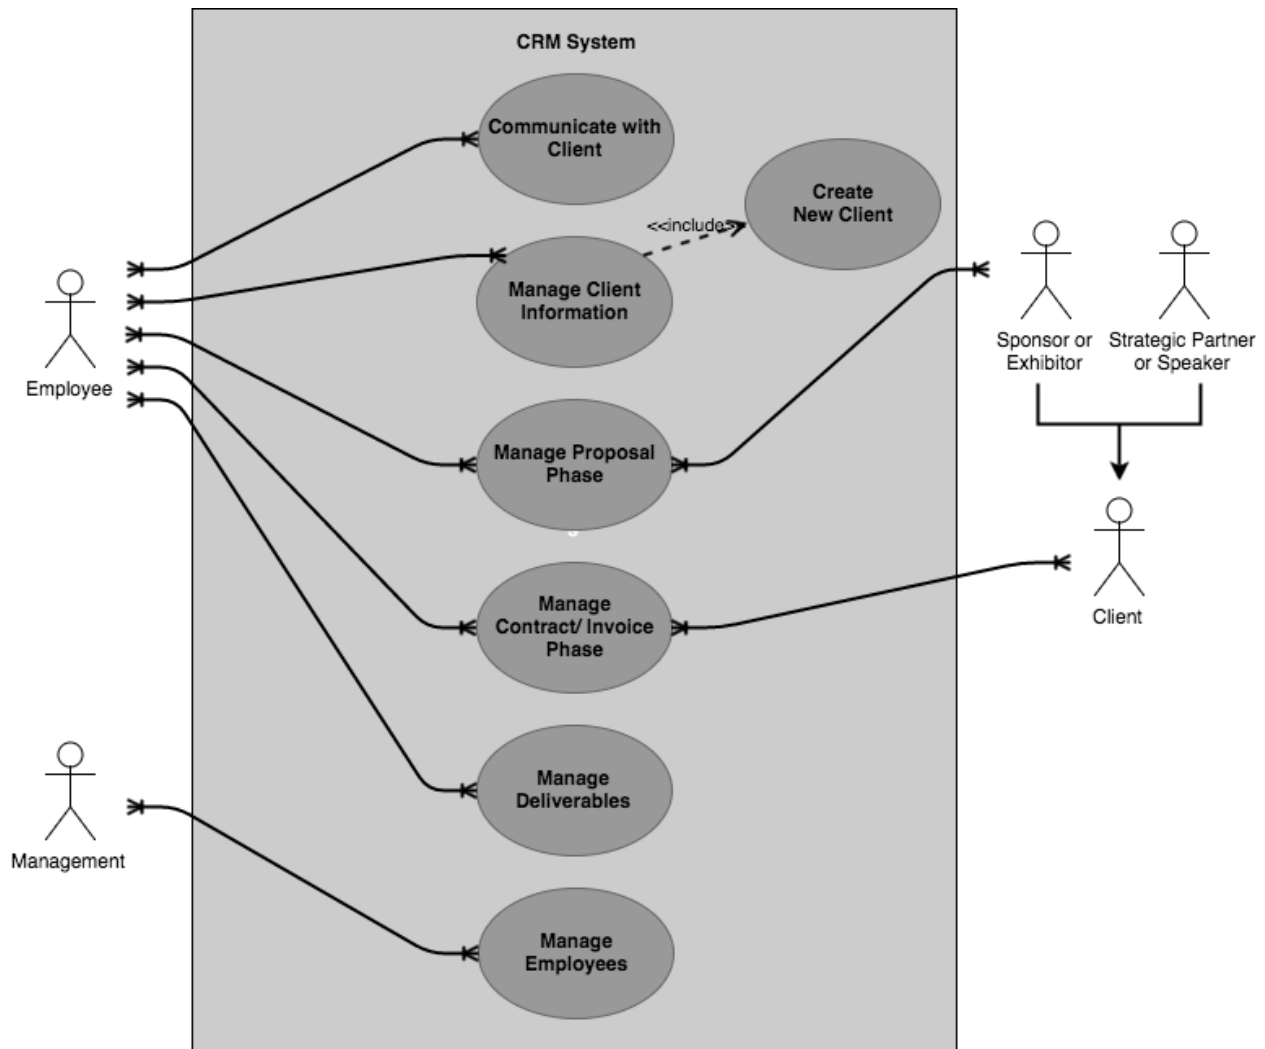 CRM System
Communicate with
Client
Create
New Client
<<include>>
Manage Client
Information
Employee
Sponsor or
Exhibitor
Strategic Partner
or Speaker
Manage Proposal
Phase
Manage
Contract/ Invoice
Phase
Client
Manage
Deliverables
Management
Manage
Employees